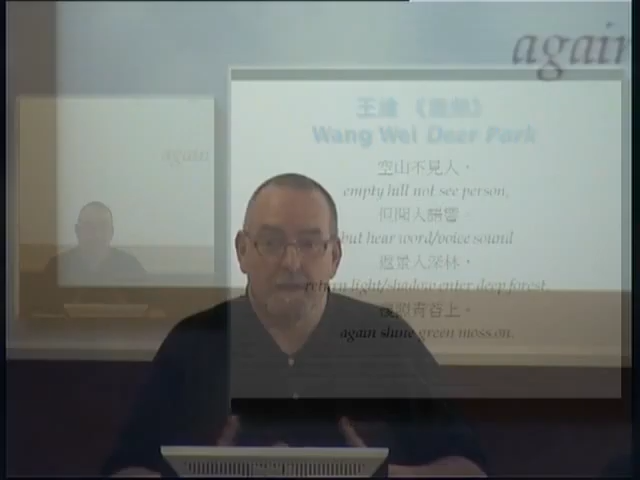 again
again
王維
Wang Wei Deer Park
空山不見人，
empty hill not see person,
但聞人語響。
but hear word/voice sound
返景入深林，
return light/shadow enter deep forest,
復照青苔上。
again shine green moss on.